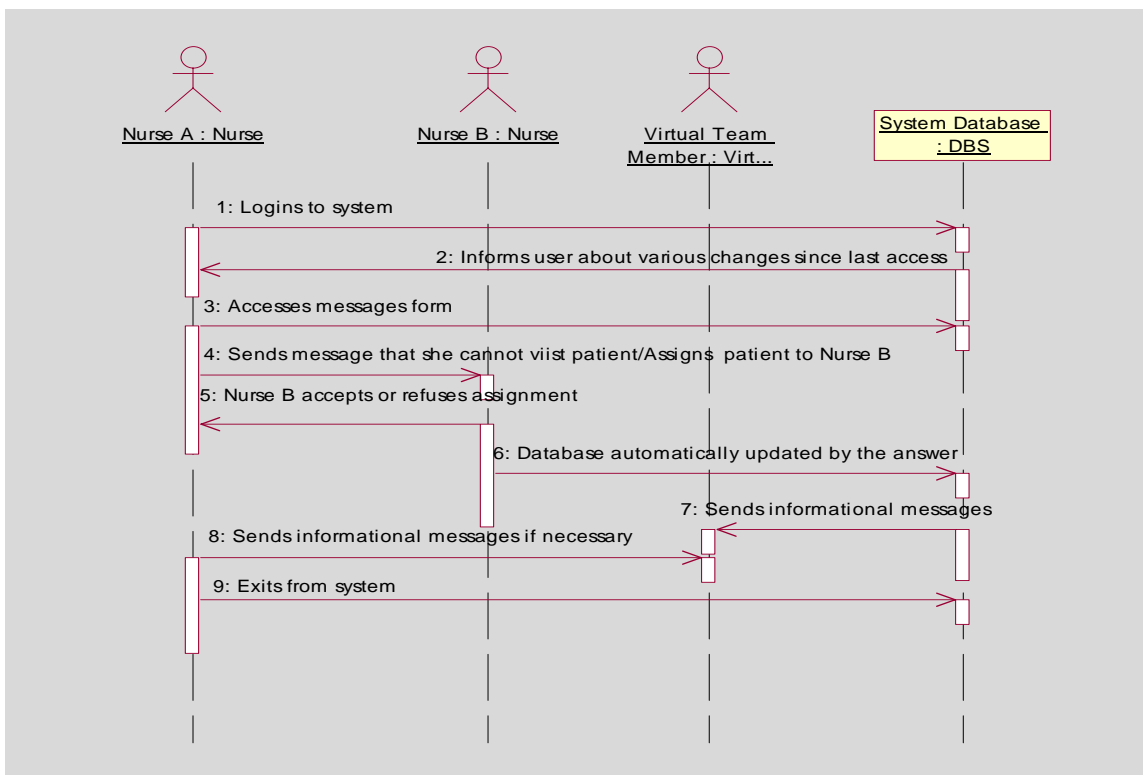 Nurse A : Nurse
Nurse B : Nurse
Virtual Team
Member : Virt...
System Database
: DBS
1: Logins to system
2: Informs user about various changes since last access
3: Accesses messages form
4: Sends message that she cannot viist patient/Assigns patient to Nurse B
5: Nurse B accepts or refuses assignment
6: Database automatically updated by the answer
7: Sends informational messages
8: Sends informational messages if necessary
9: Exits from system